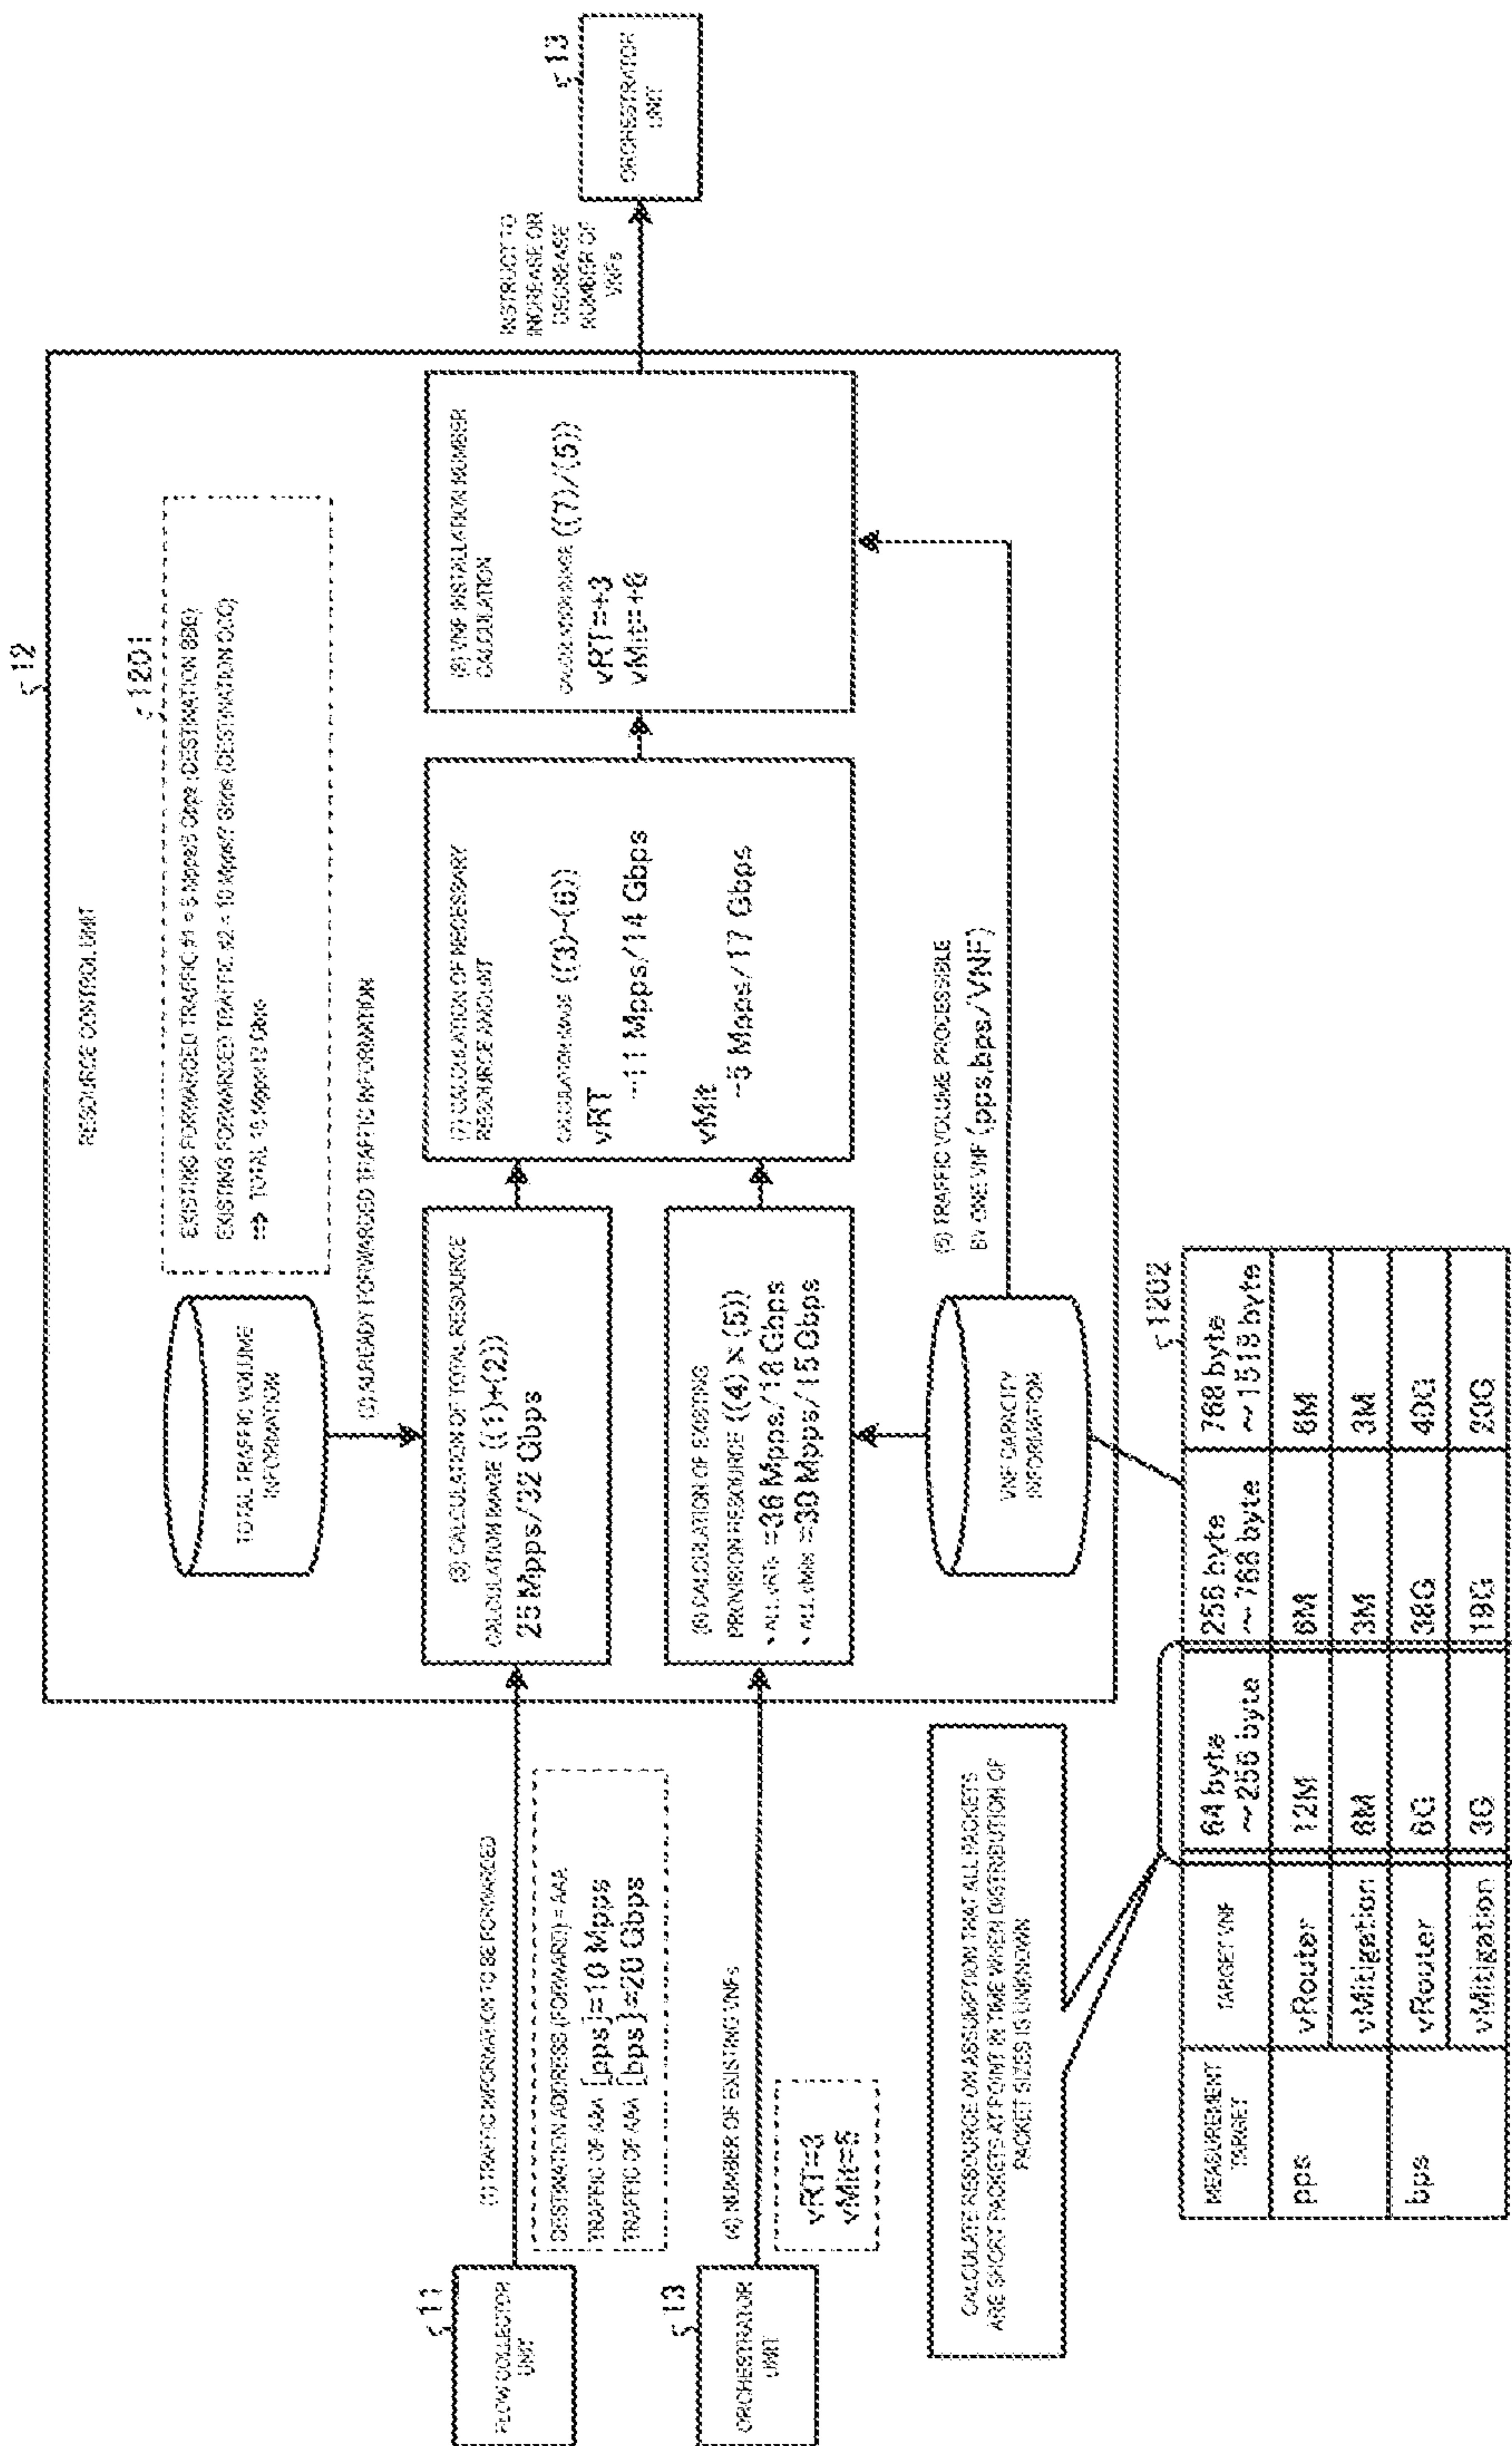 12
RESOURCE CONTROL UNIT
1201
EXISTING FORWARDED TRAFFIC #1 = 5 Mpps/5 Gbps (DESTINATION BBB)
EXISTING FORWARDED TRAFFIC #2 = 10 Mpps/7 Gbps (DESTINATION CCC)
TOTAL 15 Mpps/12 Gbps
TOTAL TRAFFIC VOLUME
INFORMATION
(2) ALREADY FORWARDED TRAFFIC INFORMATION
11
FLOW COLLECTOR
UNIT
(1) TRAFFIC INFORMATION TO BE FORWARDED
DESTINATION ADDRESS (FORWARD) = AAA
TRAFFIC OF AAA [pps]=10 Mpps
TRAFFIC OF AAA [bps]=20 Gbps
(3) CALCULATION OF TOTAL RESOURCE
CALCULATION IMAGE ((1)+(2))
25 Mpps/32 Gbps
13
ORCHESTRATOR
UNIT
(4) NUMBER OF EXISTING VNFs
vRT=3
vMit=5
(6) CALCULATION OF EXISTING
PROVISION RESOURCE ((4)×(5))
・ALL vRTs =36 Mpps/18 Gbps
・ALL vMits =30 Mpps/15 Gbps
(7) CALCULATION OF NECESSARY
RESOURCE AMOUNT
CALCULATION IMAGE ((3)-(6))
vRT
-11 Mpps/14 Gbps
vMit
-5 Mpps/17 Gbps
(8) VNF INSTALLATION NUMBER
CALCULATION
CALCULATION IMAGE ((7)/(5))
vRT=+3
vMit=+6
INSTRUCT TO
INCREASE OR
DECREASE
NUMBER OF
VNFs
13
ORCHESTRATOR
UNIT
VNF CAPACITY
INFORMATION
(5) TRAFFIC VOLUME PROCESSIBLE
BY ONE VNF (pps,bps/VNF)
CALCULATE RESOURCE ON ASSUMPTION THAT ALL PACKETS
ARE SHORT PACKETS AT POINT IN TIME WHEN DISTRIBUTION OF
PACKET SIZES IS UNKNOWN
1202
MEASUREMENT TARGET TARGET VNF 64 byte ~256 byte 256 byte ~768 byte 768 byte ~1518 byte
pps vRouter 12M 6M 6M
vMitigation 6M 3M 3M
bps vRouter 6G 38G 40G
vMitigation 3G 19G 20G